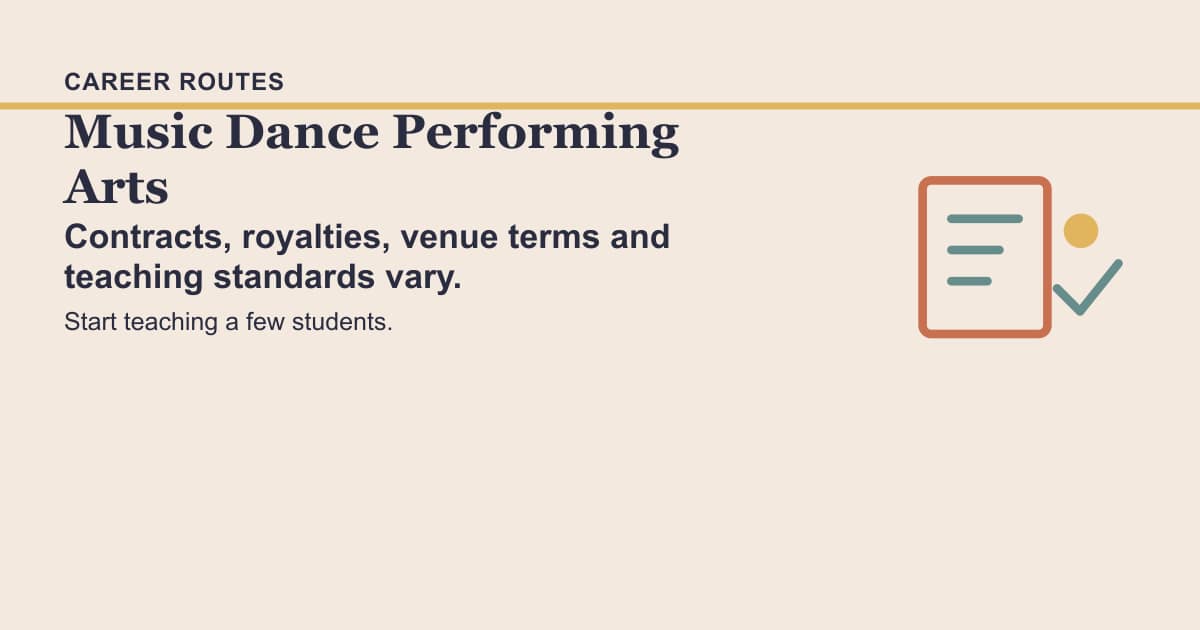 CAREER ROUTES
Music Dance Performing
Arts
Contracts, royalties, venue terms and
teaching standards vary.
Start teaching a few students.